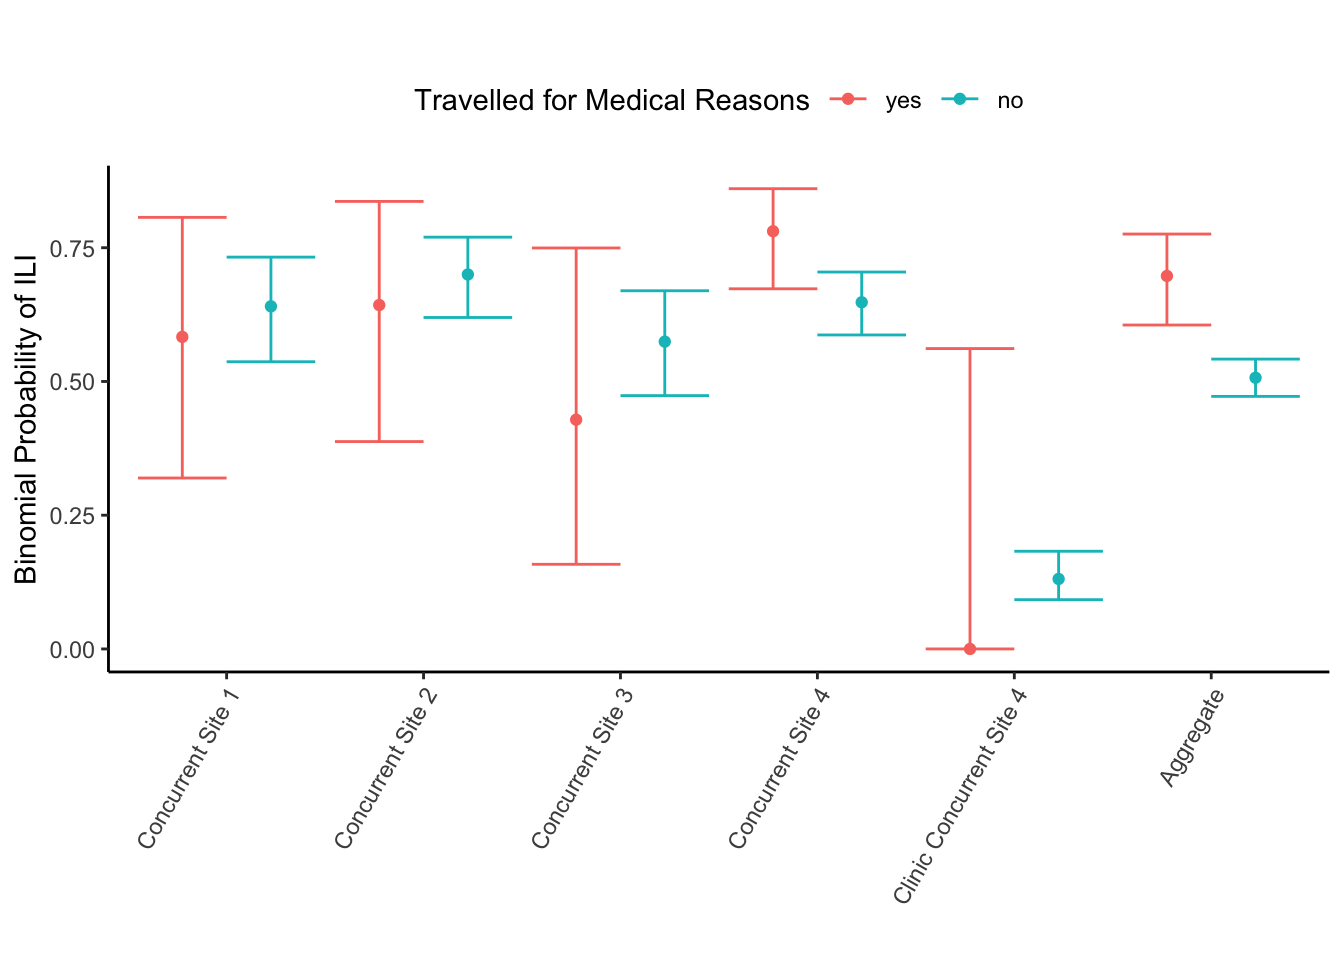 Travelled for Medical Reasons yes no
Binomial Probability of ILI
0.75
0.50
0.25
0.00
Concurrent Site 1
Concurrent Site 2
Concurrent Site 3
Concurrent Site 4
Clinic Concurrent Site 4
Aggregate